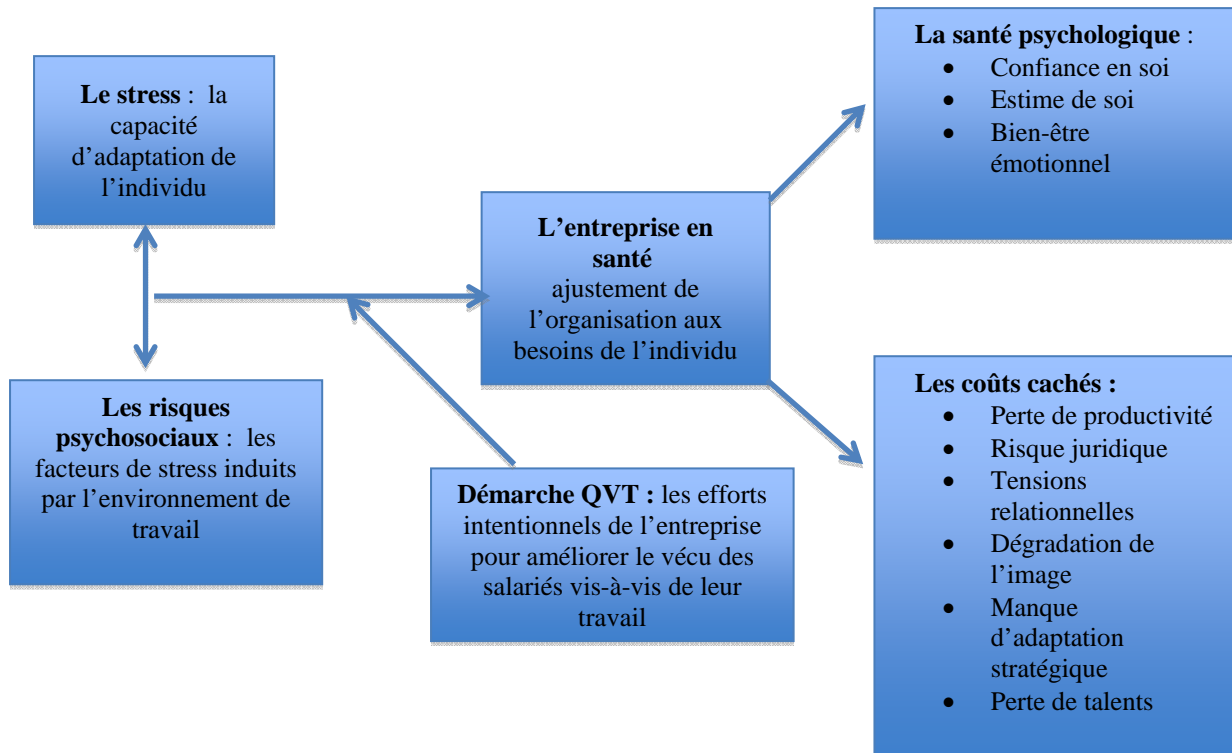 Le stress : la
capacité
d'adaptation de
l'individu
Les risques
psychosociaux : les
facteurs de stress induits
par l'environnement de
travail
L'entreprise en
santé
ajustement de
l'organisation aux
besoins de l'individu
Démarche QVT : les efforts
intentionnels de l'entreprise
pour améliorer le vécu des
salariés vis-à-vis de leur
travail
La santé psychologique :
• Confiance en soi
• Estime de soi
• Bien-être
émotionnel
Les coûts cachés :
• Perte de productivité
• Risque juridique
• Tensions
relationnelles
• Dégradation de
l'image
• Manque
d'adaptation
stratégique
• Perte de talents